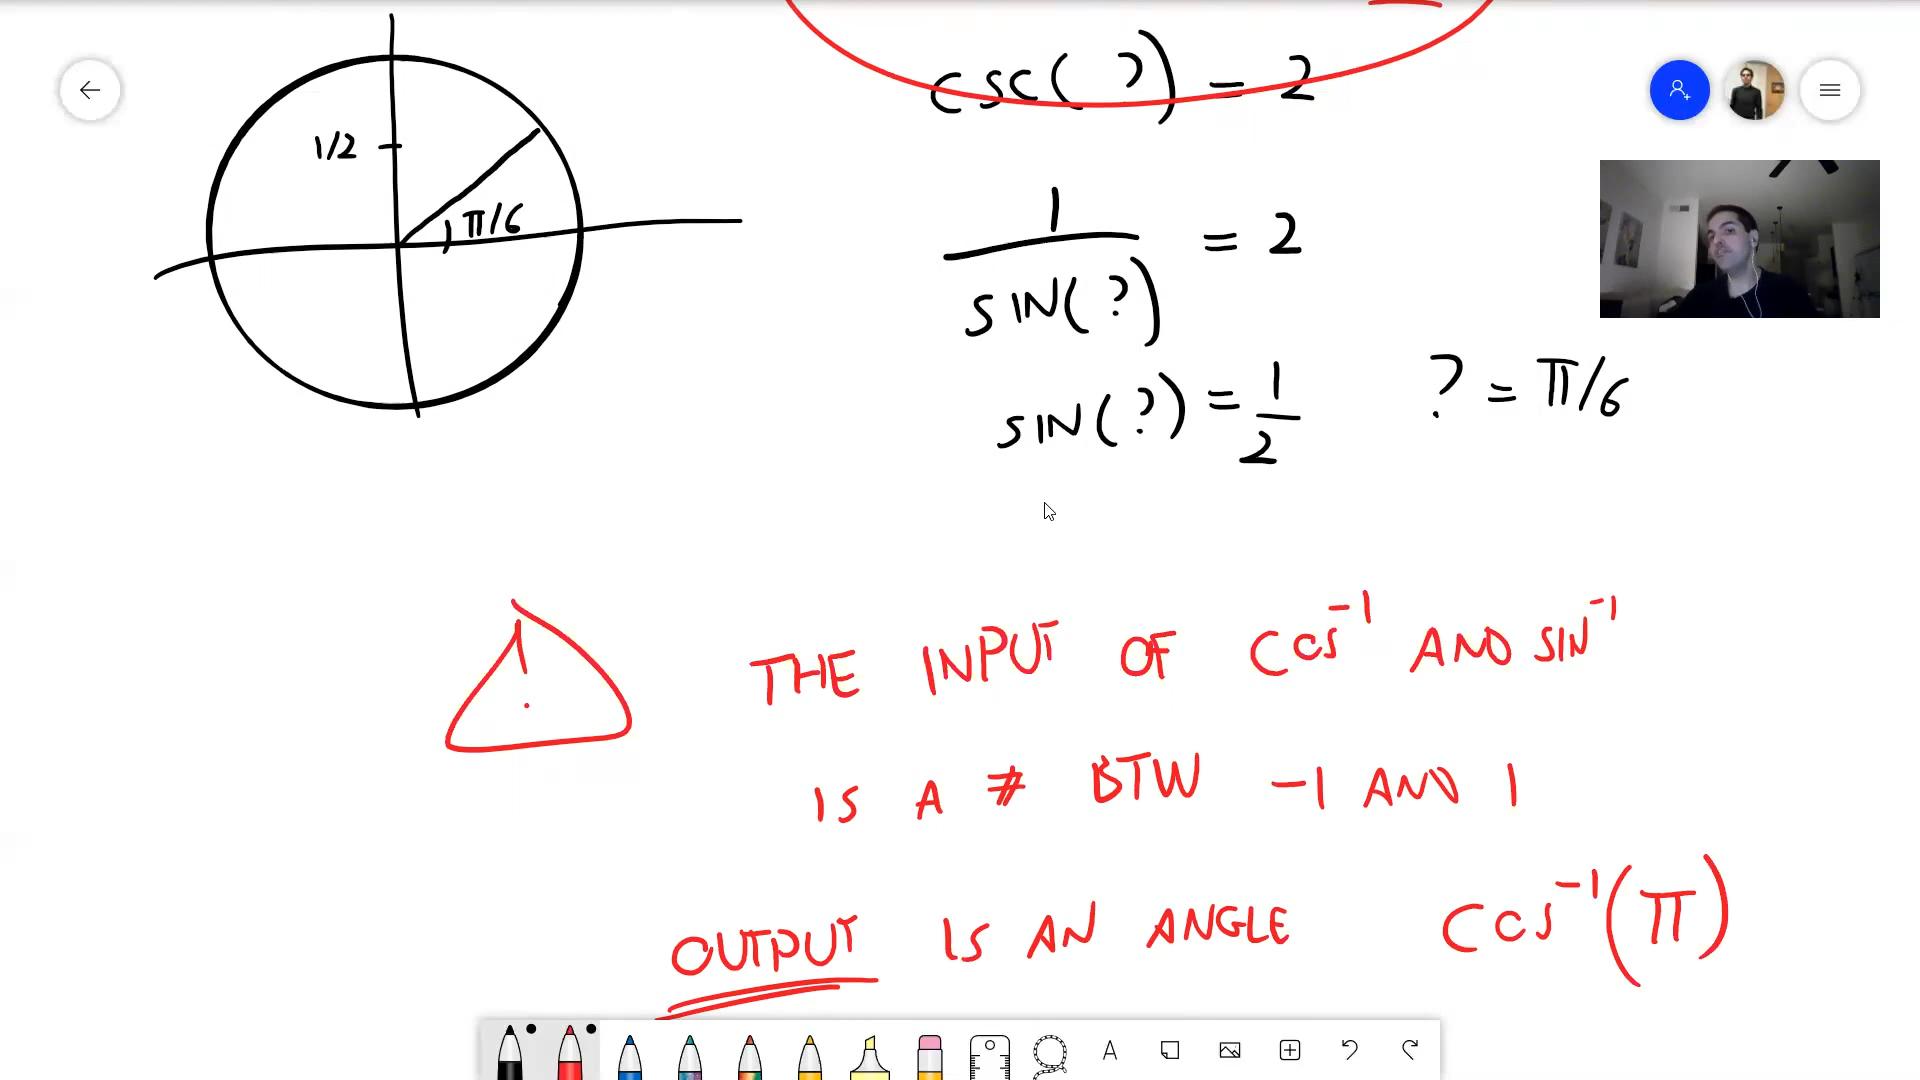 csc( ?) = 2
1/2
π/6
1
SIN( ?) = 2
SIN( ?) = 1/2
? = π/6
!
THE INPUT OF COS⁻¹ AND SIN⁻¹
IS A # BTW -1 AND 1
OUTPUT IS AN ANGLE COS⁻¹(π)
A